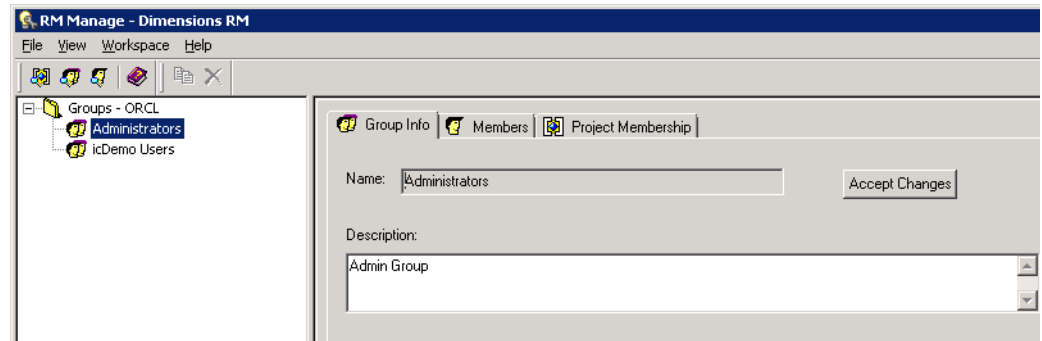 RM Manage - Dimensions RM
File View Workspace Help
Groups - ORCL
Administrators
icDemo Users
Group Info Members Project Membership
Name: Administrators Accept Changes
Description:
Admin Group